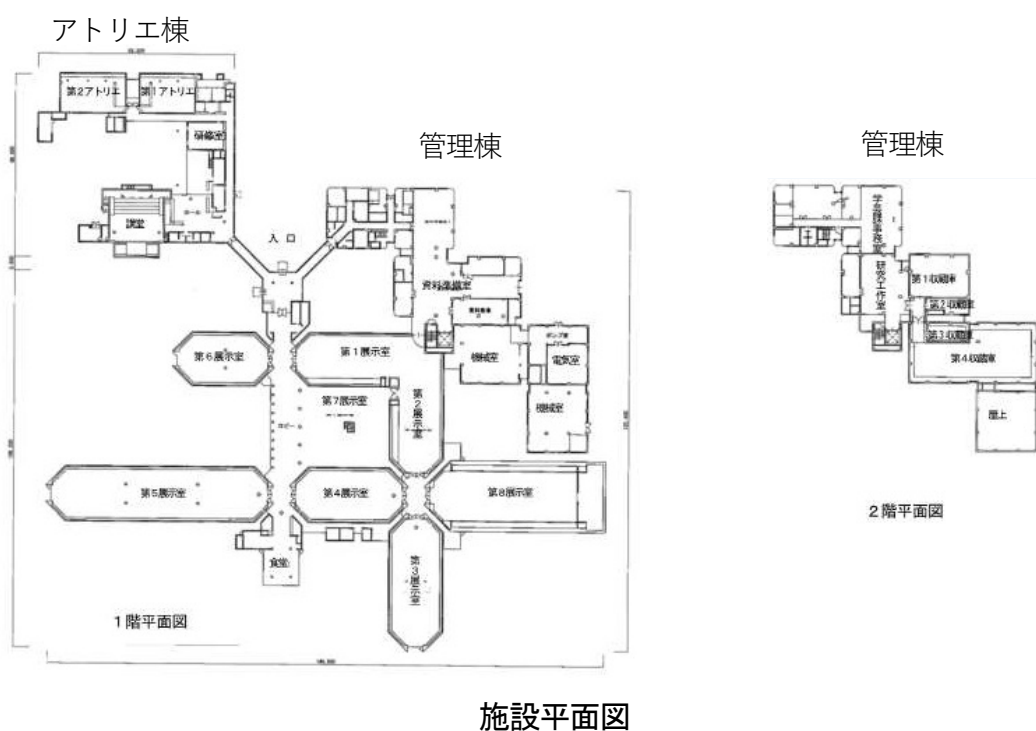 アトリエ棟
第2アトリエ
第1アトリエ
研修室
管理棟
管理棟
講堂
ホール
入口
資料準備室
学芸課事務室
研究工作室
第1収蔵庫
第2収蔵庫
第3収蔵庫
第4収蔵庫
屋上
第6展示室
第1展示室
機械室
ポンプ室
電気室
第7展示室
第2展示室
機械室
ロビー
第5展示室
第4展示室
第8展示室
2階平面図
食堂
第3展示室
1階平面図
施設平面図